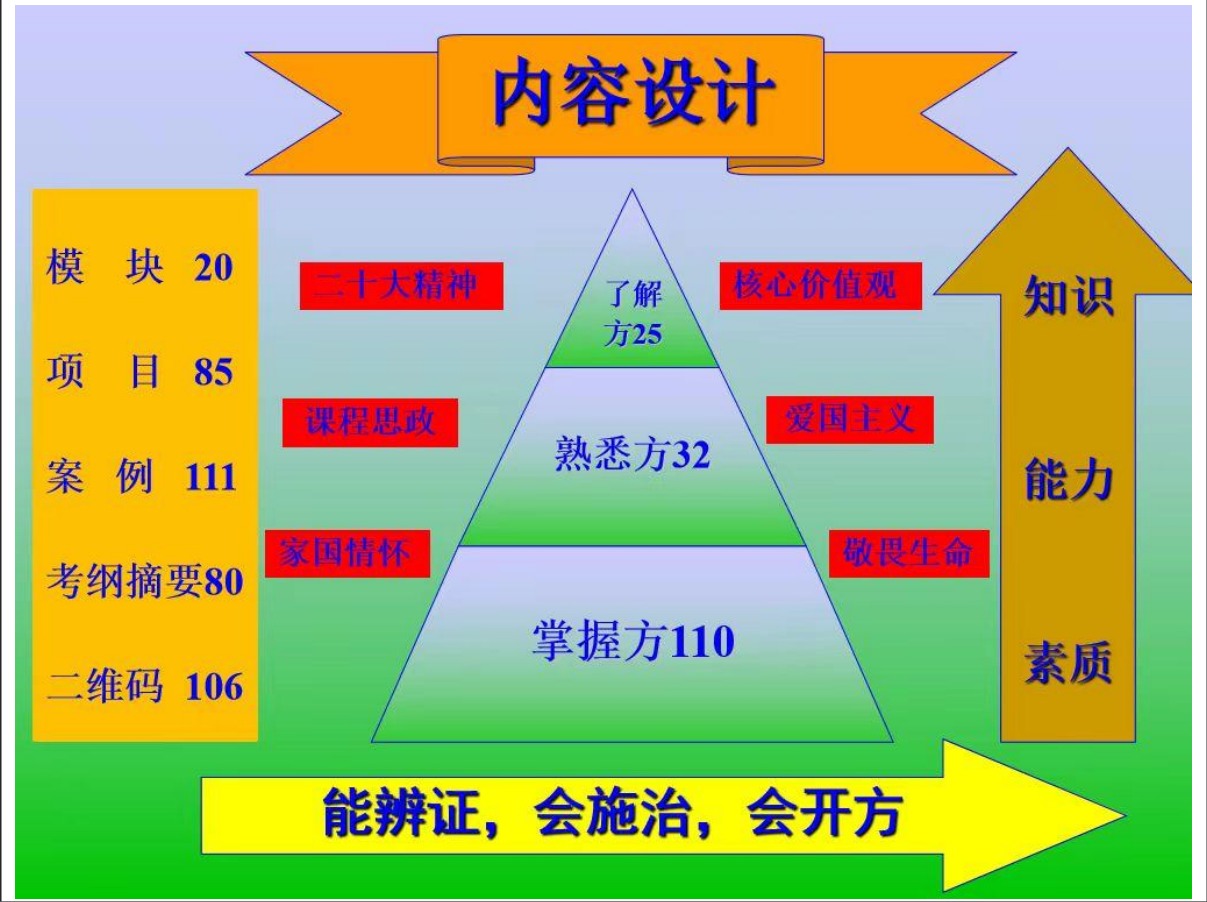 内容设计
模 块 20
项 目 85
案 例 111
考纲摘要80
二维码 106
二十大精神
课程思政
家国情怀
了解
方25
熟悉方32
掌握方110
核心价值观
爱国主义
敬畏生命
知识
能力
素质
能辨证，会施治，会开方